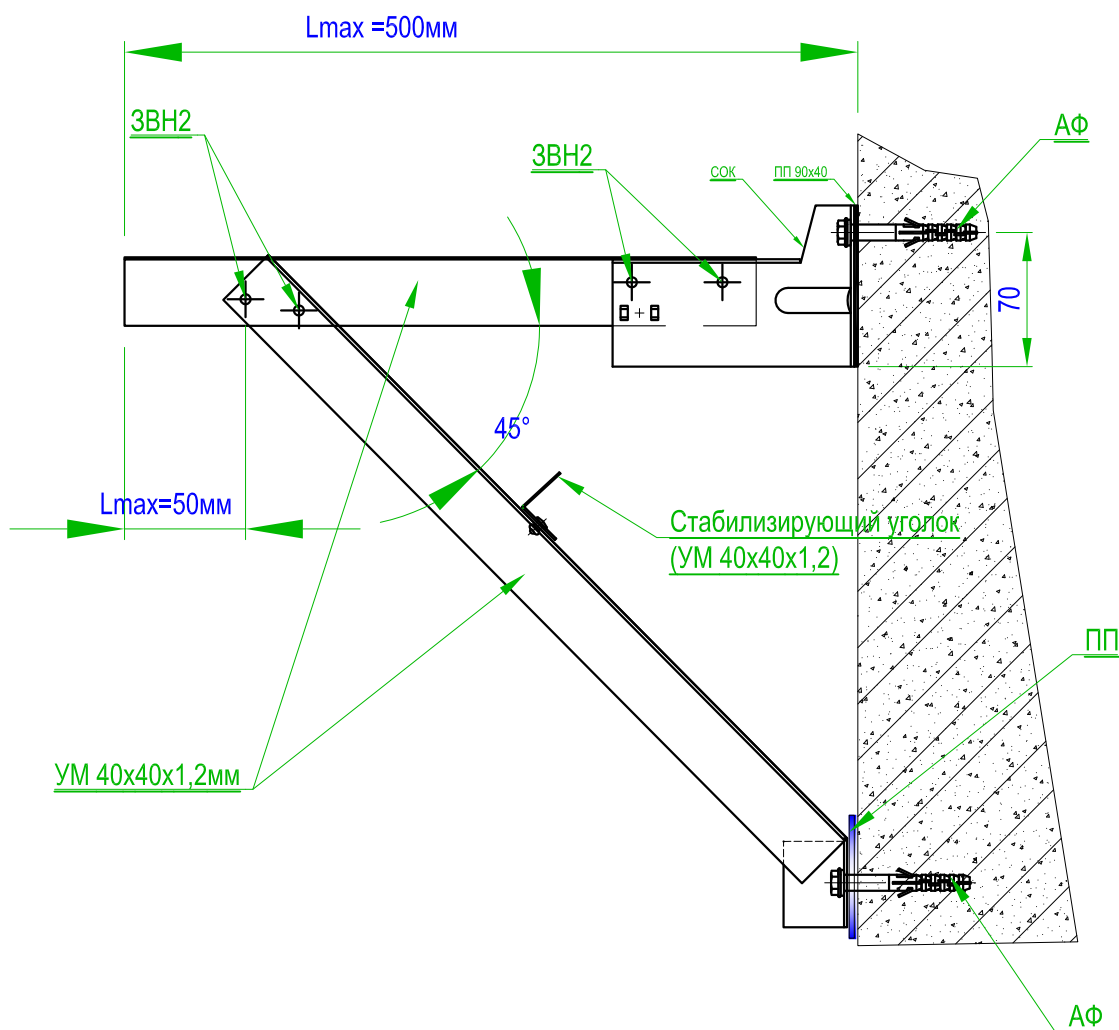 Lmax =500мм
ЗВН2
ЗВН2
СОК
ПП 90х40
АФ
70
45°
Lmax=50мм
Стабилизирующий уголок
(УМ 40х40х1,2)
ПП
УМ 40х40х1,2мм
АФ